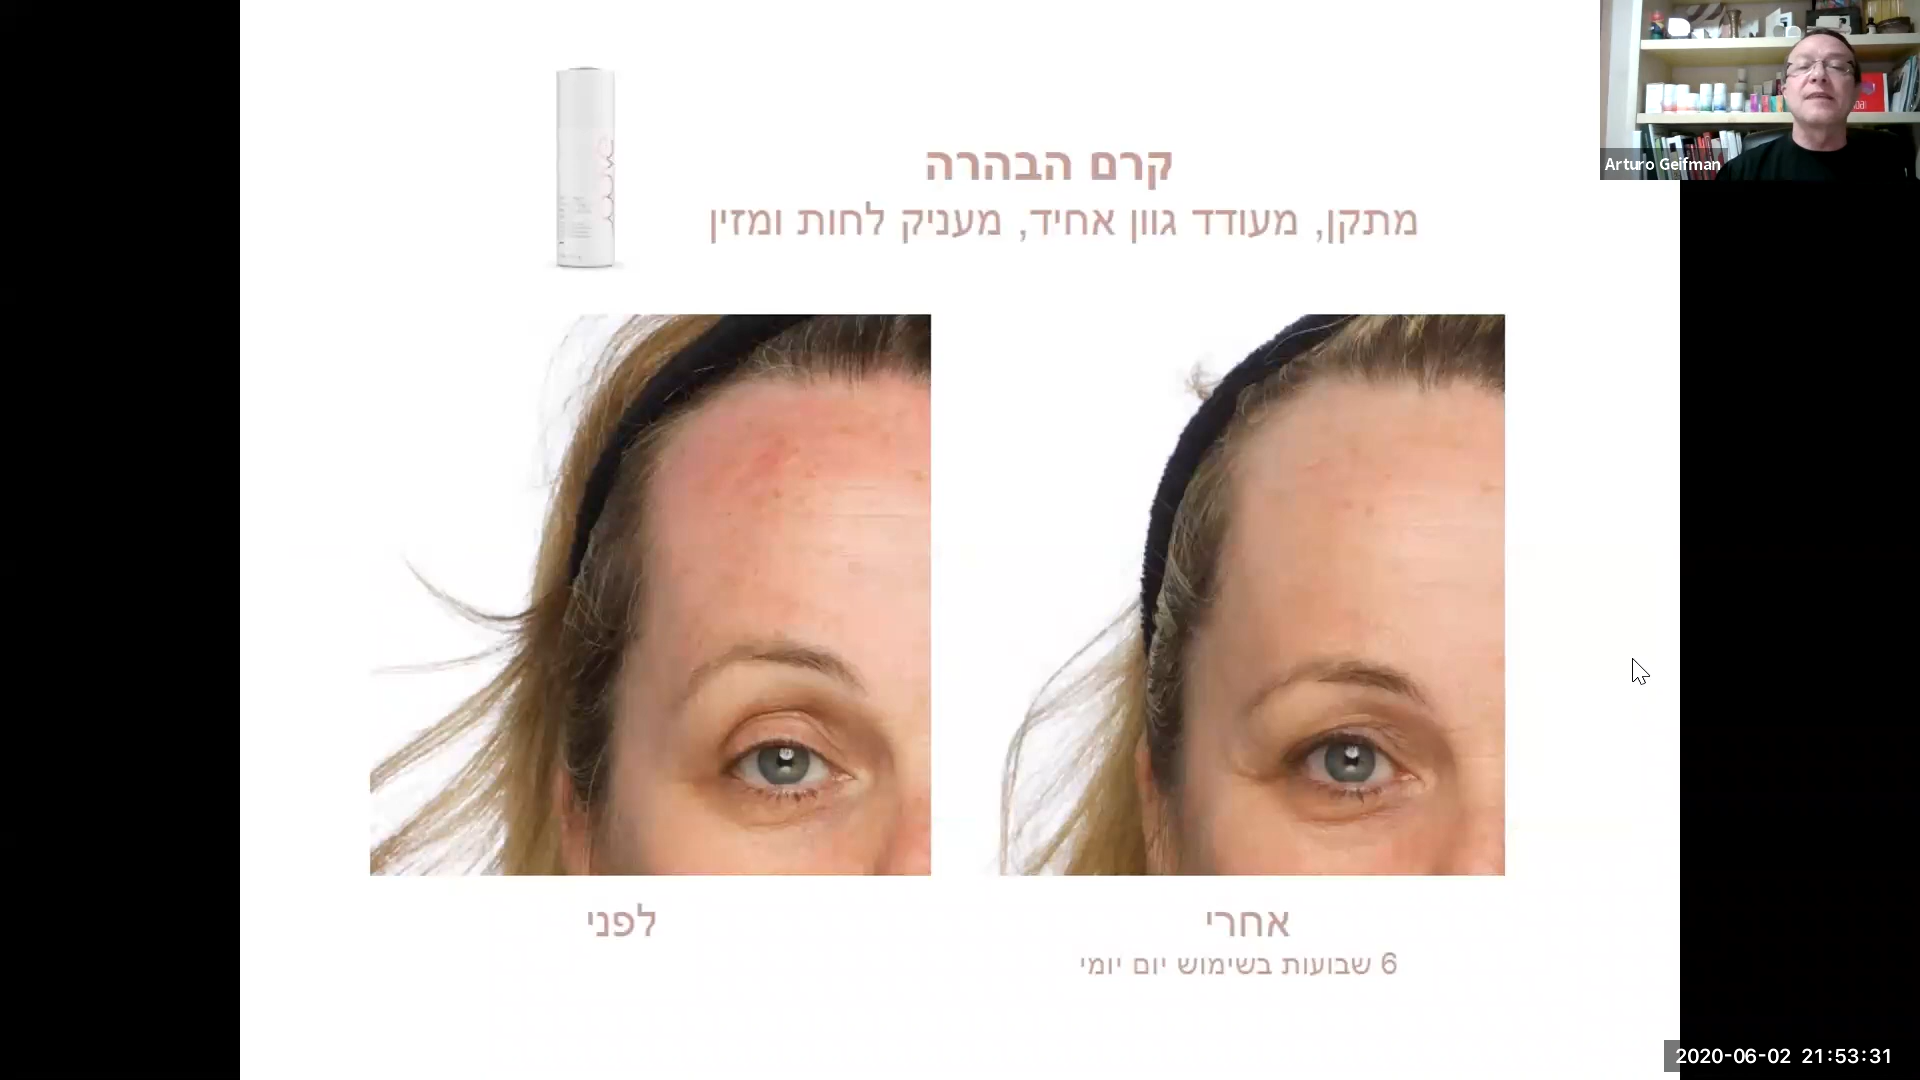 קרם הבהרה
מתקן, מעודד גוון אחיד, מעניק לחות ומזין
Arturo Geifman
לפני
אחרי
6 שבועות בשימוש יום יומי
2020-06-02 21:53:31